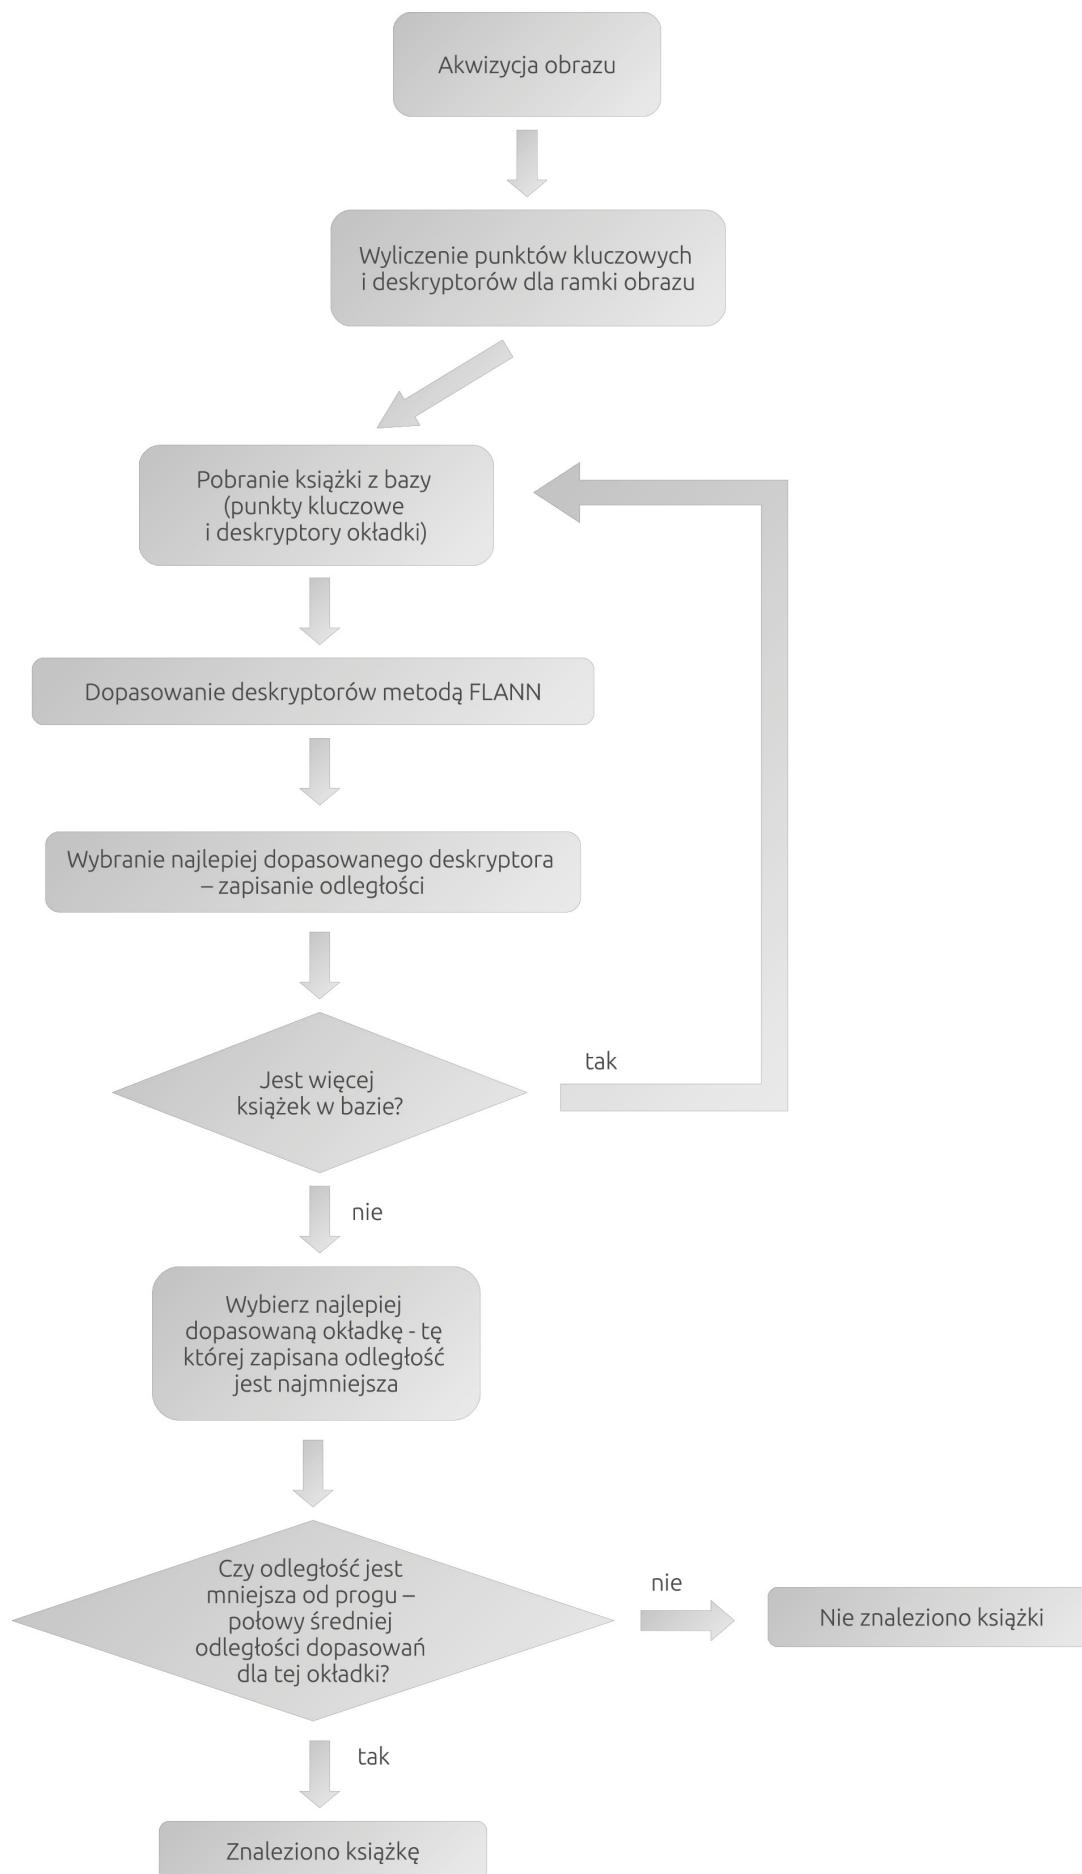 Akwizycja obrazu
Wyliczenie punktów kluczowych
i deskryptorów dla ramki obrazu
Pobranie książki z bazy
(punkty kluczowe
i deskryptory okładki)
Dopasowanie deskryptorów metodą FLANN
Wybranie najlepiej dopasowanego deskryptora
– zapisanie odległości
Jest więcej
książek w bazie?
tak
nie
Wybierz najlepiej
dopasowaną okładkę - tę
której zapisana odległość
jest najmniejsza
Czy odległość jest
mniejsza od progu –
połowy średniej
odległości dopasowań
dla tej okładki?
nie
Nie znaleziono książki
tak
Znaleziono książkę